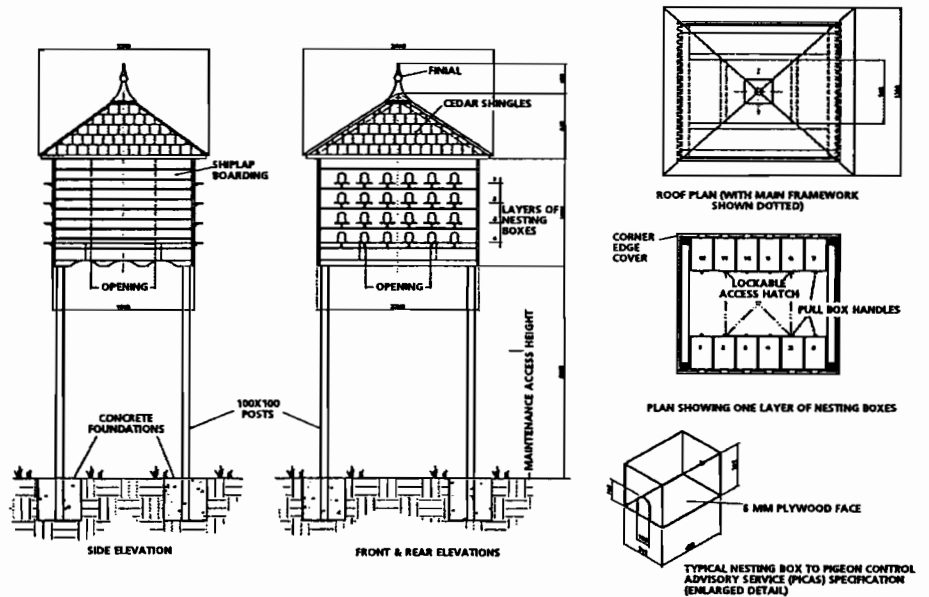 FINIAL
CEDAR SHINGLES
SHIPLAP
BOARDING
LAYERS OF
NESTING
BOXES
OPENING
OPENING
MAINTENANCE ACCESS HEIGHT
100X100
POSTS
CONCRETE
FOUNDATIONS
SIDE ELEVATION
FRONT & REAR ELEVATIONS
ROOF PLAN (WITH MAIN FRAMEWORK
SHOWN DOTTED)
CORNER
EDGE
COVER
LOCKABLE
ACCESS HATCH
PULL BOX HANDLES
PLAN SHOWING ONE LAYER OF NESTING BOXES
6 MM PLYWOOD FACE
TYPICAL NESTING BOX TO PIGEON CONTROL
ADVISORY SERVICE (PICAS) SPECIFICATION
(ENLARGED DETAIL)